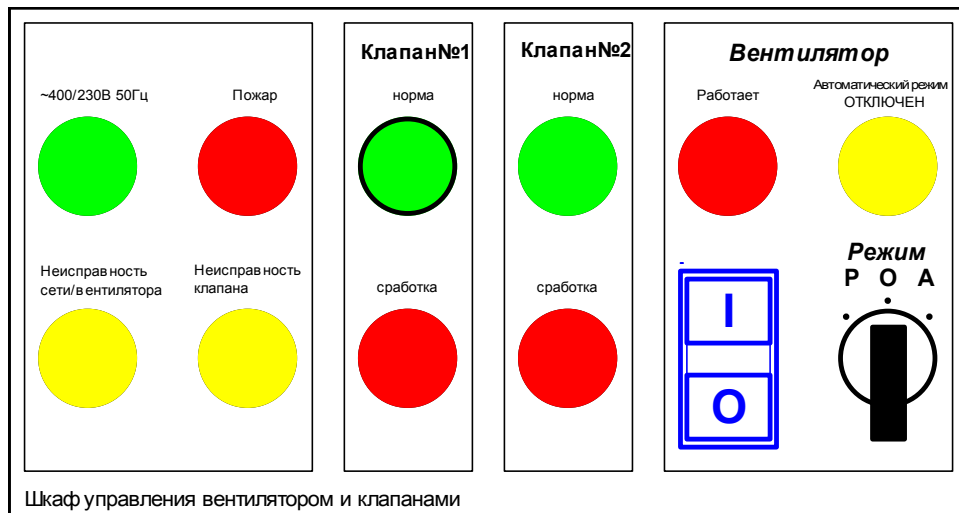 ~400/230В 50Гц
Пожар
Неисправность
сети/вентилятора
Неисправность
клапана
Клапан№1
норма
сработка
Клапан№2
норма
сработка
Вентилятор
Работает
Автоматический режим
ОТКЛЮЧЕН
I
O
Режим
Р О А
Шкаф управления вентилятором и клапанами